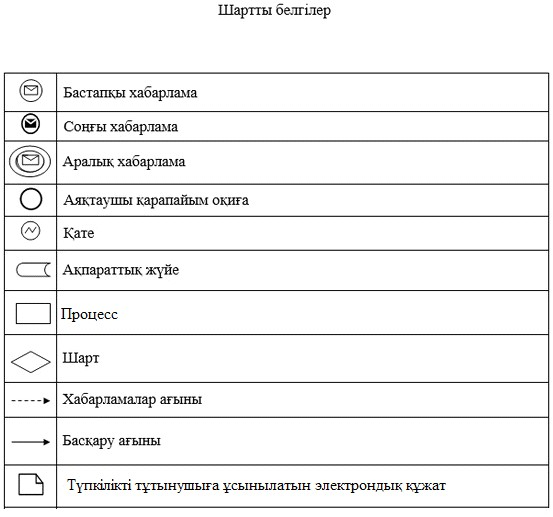 Шартты белгілер
Бастапқы хабарлама
Соңғы хабарлама
Аралық хабарлама
Аяқтаушы қарапайым оқиға
Қате
Ақпараттық жүйе
Процесс
Шарт
Хабарламалар ағыны
Басқару ағыны
Түпкілікті тұтынушыға ұсынылатын электрондық құжат